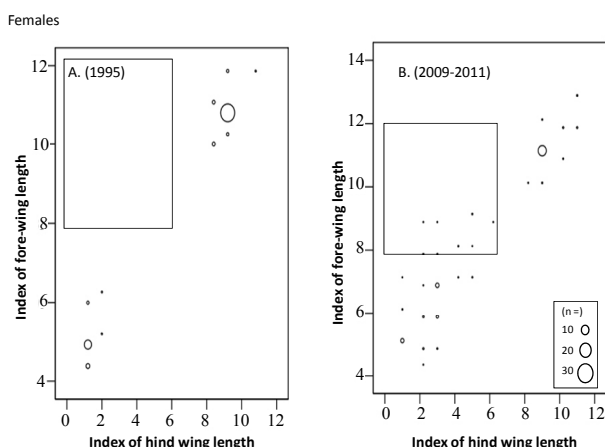 Females
A. (1995)
12
10
8
6
4
0 2 4 6 8 10 12
Index of fore-wing length
Index of hind wing length
B. (2009-2011)
14
12
10
8
6
4
0 2 4 6 8 10 12
Index of fore-wing length
Index of hind wing length
(n =)
10
20
30